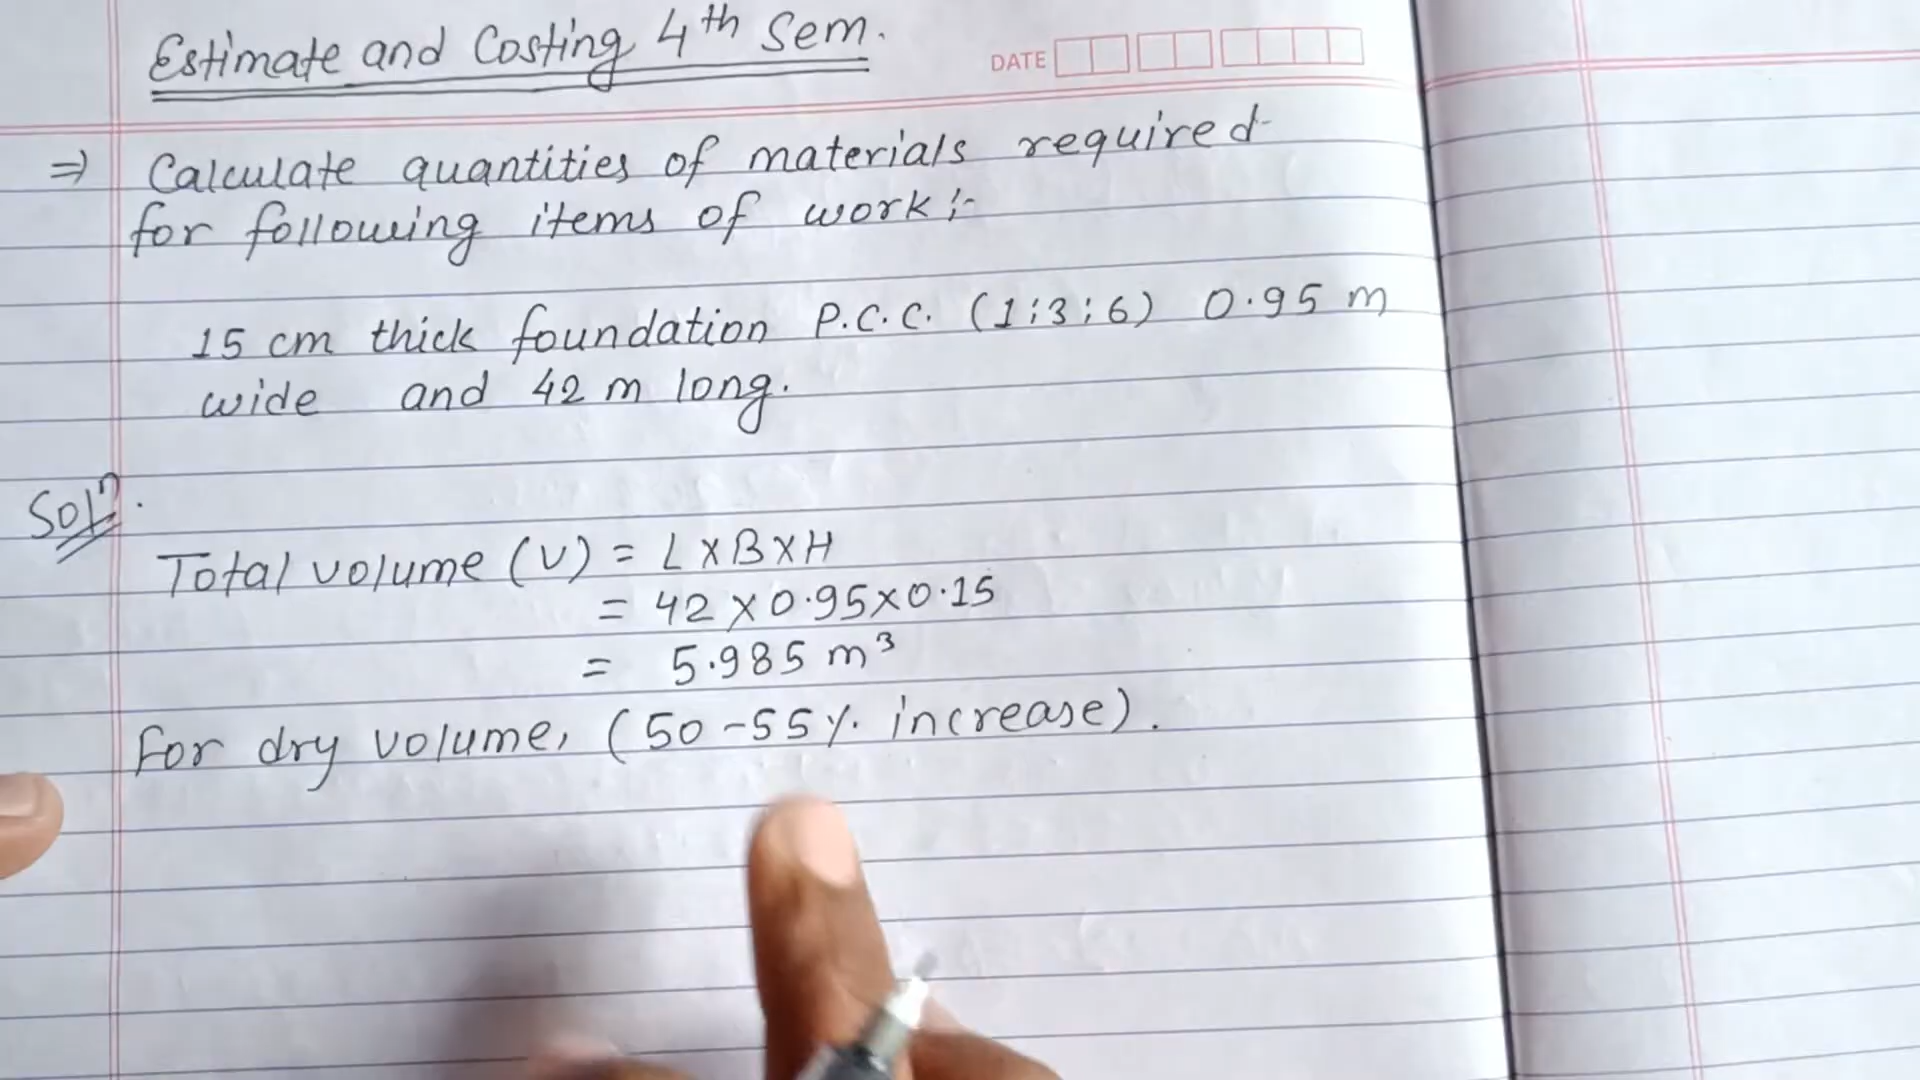 Estimate and Costing 4th Sem.
DATE
⇒ Calculate quantities of materials required
for following items of work :-
15 cm thick foundation P.C.C. (1:3:6) 0.95 m
wide and 42 m long.
Soln.
Total volume (V) = L×B×H
= 42 × 0.95×0.15
= 5.985 m³
For dry volume, (50-55% increase).